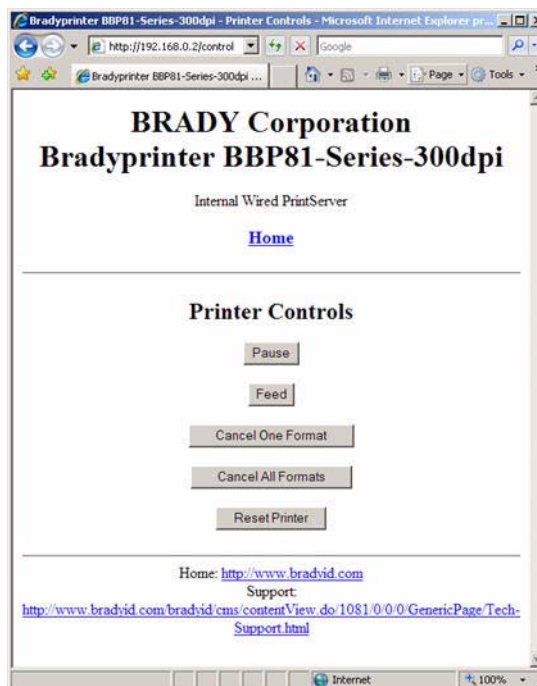 Bradyprinter BBP81-Series-300dpi - Printer Controls - Microsoft Internet Explorer pr...
http://192.168.0.2/control
Google
Bradyprinter BBP81-Series-300dpi ...
Page
Tools
BRADY Corporation
Bradyprinter BBP81-Series-300dpi
Internal Wired PrintServer
Home
Printer Controls
Pause
Feed
Cancel One Format
Cancel All Formats
Reset Printer
Home: http://www.bradyid.com
Support:
http://www.bradyid.com/bradyid/cms/contentView.do/1081/0/0/0/GenericPage/Tech-
Support.html
Internet
100%